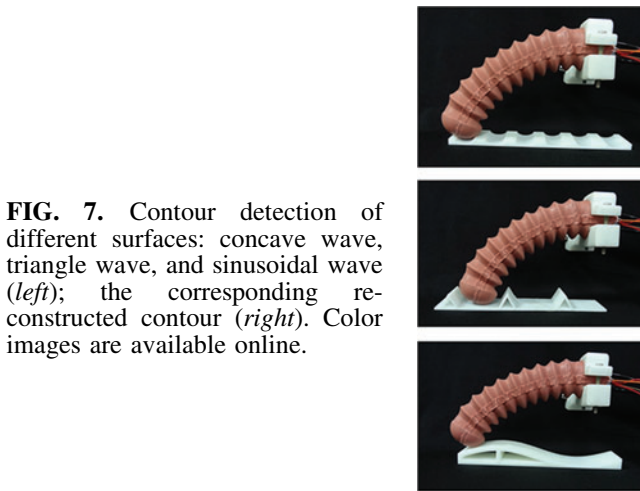 FIG. 7. Contour detection of
different surfaces: concave wave,
triangle wave, and sinusoidal wave
(left); the corresponding re-
constructed contour (right). Color
images are available online.